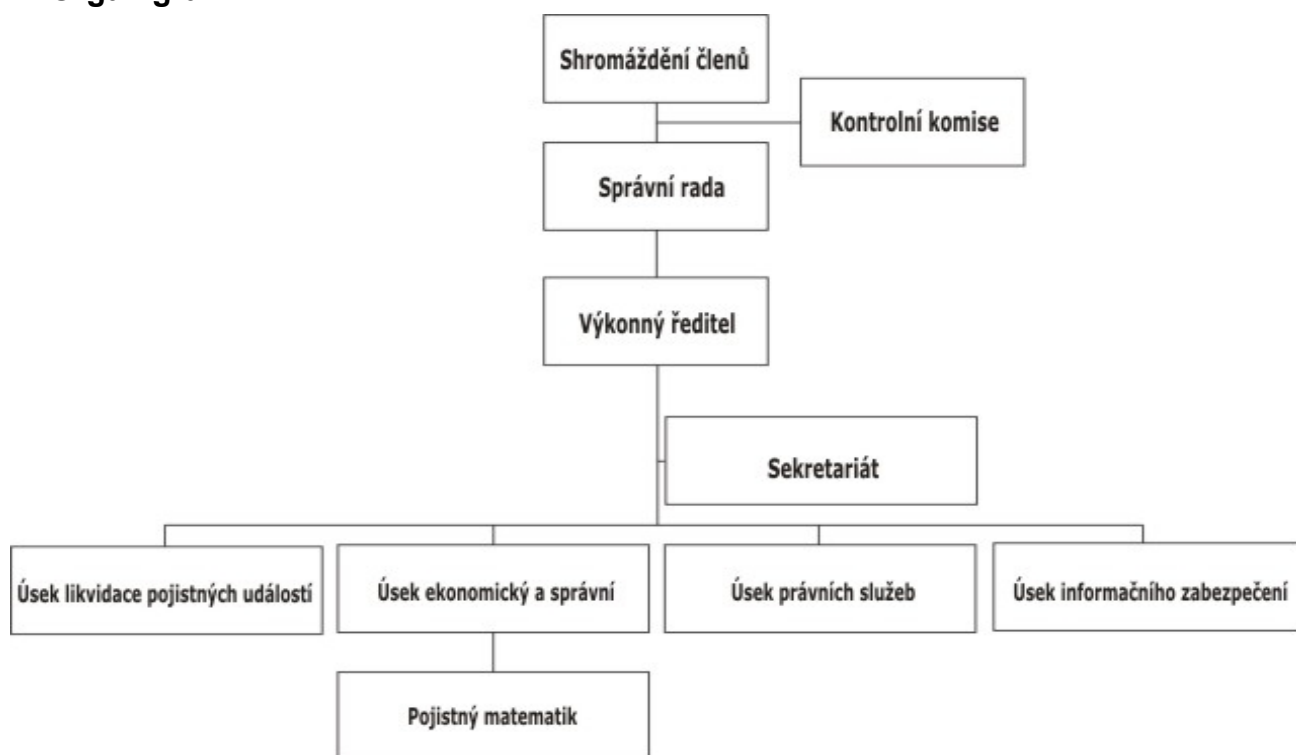 Shromáždění členů
Kontrolní komise
Správní rada
Výkonný ředitel
Sekretariát
Úsek likvidace pojistných událostí
Úsek ekonomický a správní
Úsek právních služeb
Úsek informačního zabezpečení
Pojistný matematik